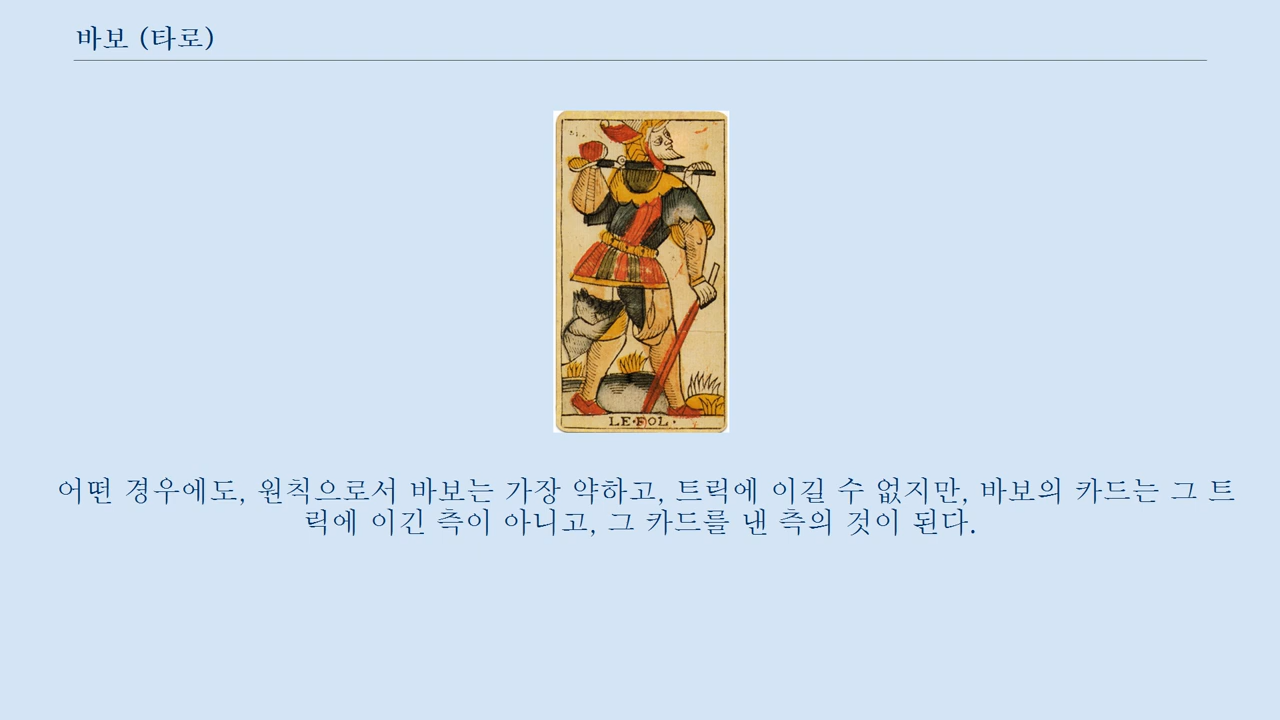 바보 (타로)
LE·FOL·
어떤 경우에도, 원칙으로서 바보는 가장 약하고, 트릭에 이길 수 없지만, 바보의 카드는 그 트
릭에 이긴 측이 아니고, 그 카드를 낸 측의 것이 된다.